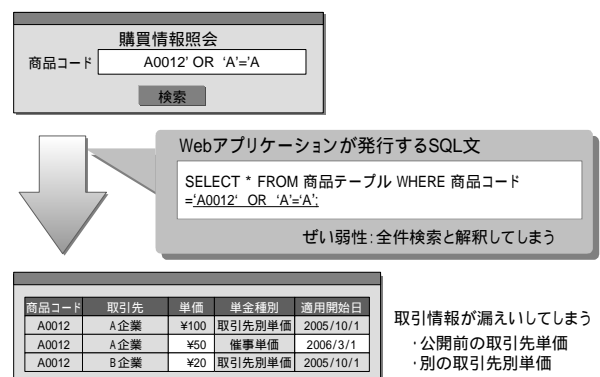 購買情報照会
商品コード A0012' OR 'A'='A
検索
Webアプリケーションが発行するSQL文
SELECT * FROM 商品テーブル WHERE 商品コード
='A0012' OR 'A'='A';
ぜい弱性:全件検索と解釈してしまう
商品コード 取引先 単価 単金種別 適用開始日
A0012 A企業 ¥100 取引先別単価 2005/10/1
A0012 A企業 ¥50 催事単価 2006/3/1
A0012 B企業 ¥20 取引先別単価 2005/10/1
取引情報が漏えいしてしまう
・公開前の取引先単価
・別の取引先別単価